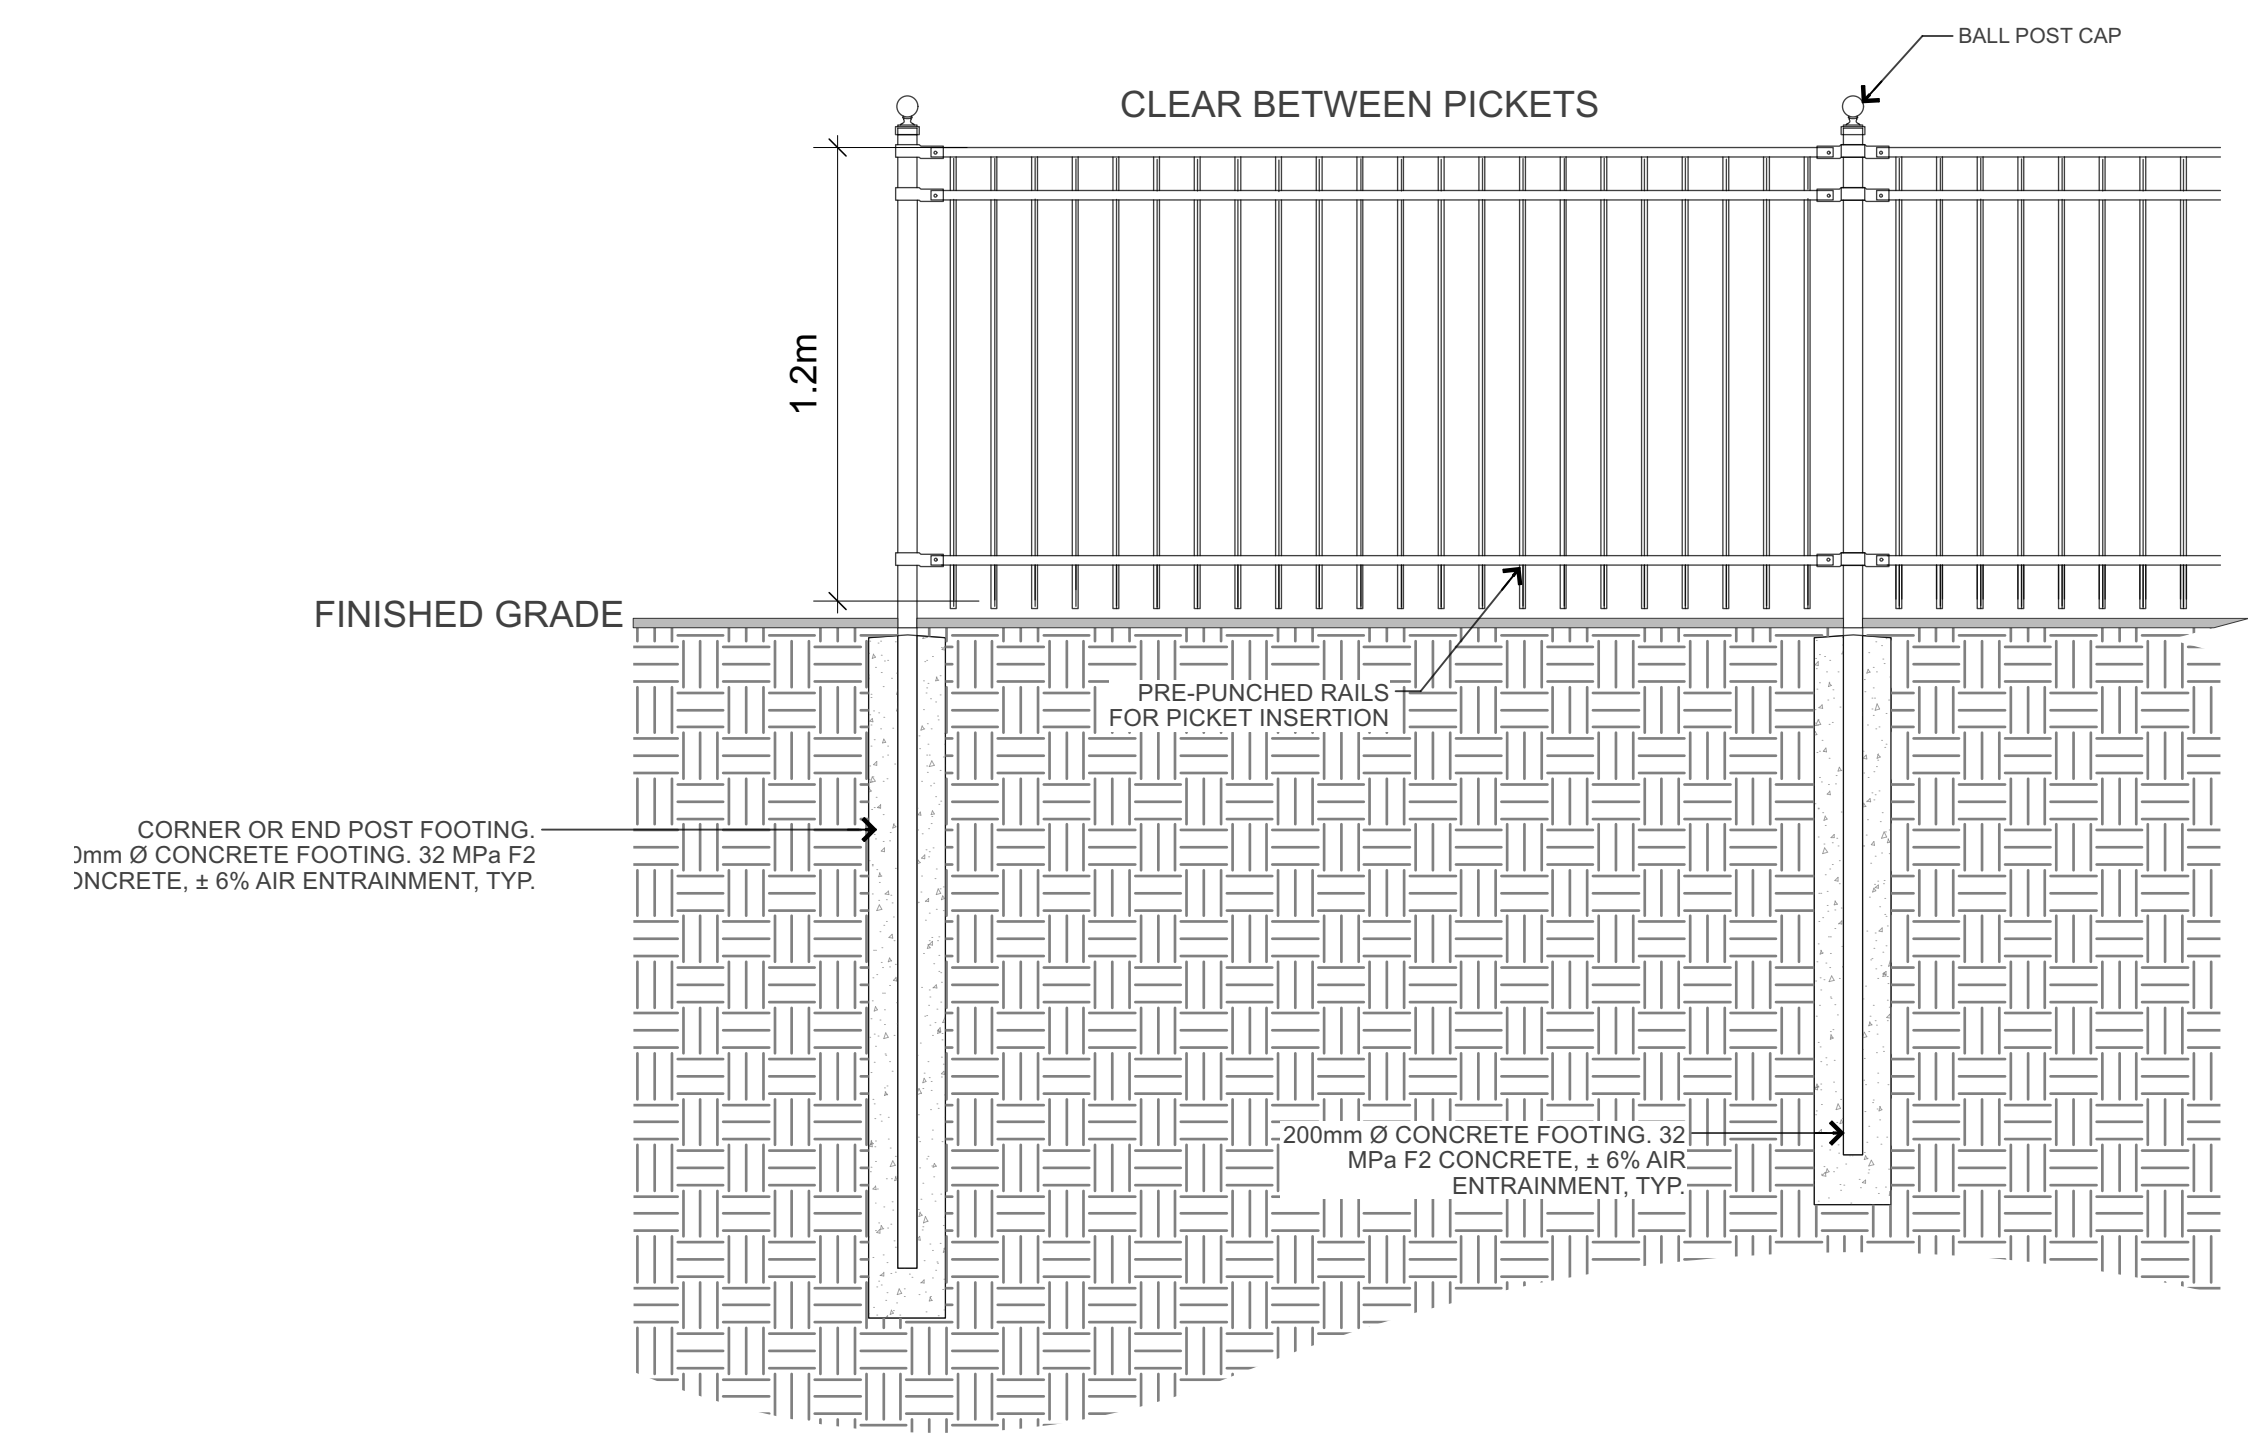 BALL POST CAP
CLEAR BETWEEN PICKETS
1.2m
FINISHED GRADE
PRE-PUNCHED RAILS
FOR PICKET INSERTION
CORNER OR END POST FOOTING.
Ø CONCRETE FOOTING. 32 MPa F2
± 6% AIR ENTRAINMENT, TYP.
200mm Ø CONCRETE FOOTING. 32
MPa F2 CONCRETE, ± 6% AIR
ENTRAINMENT, TYP.